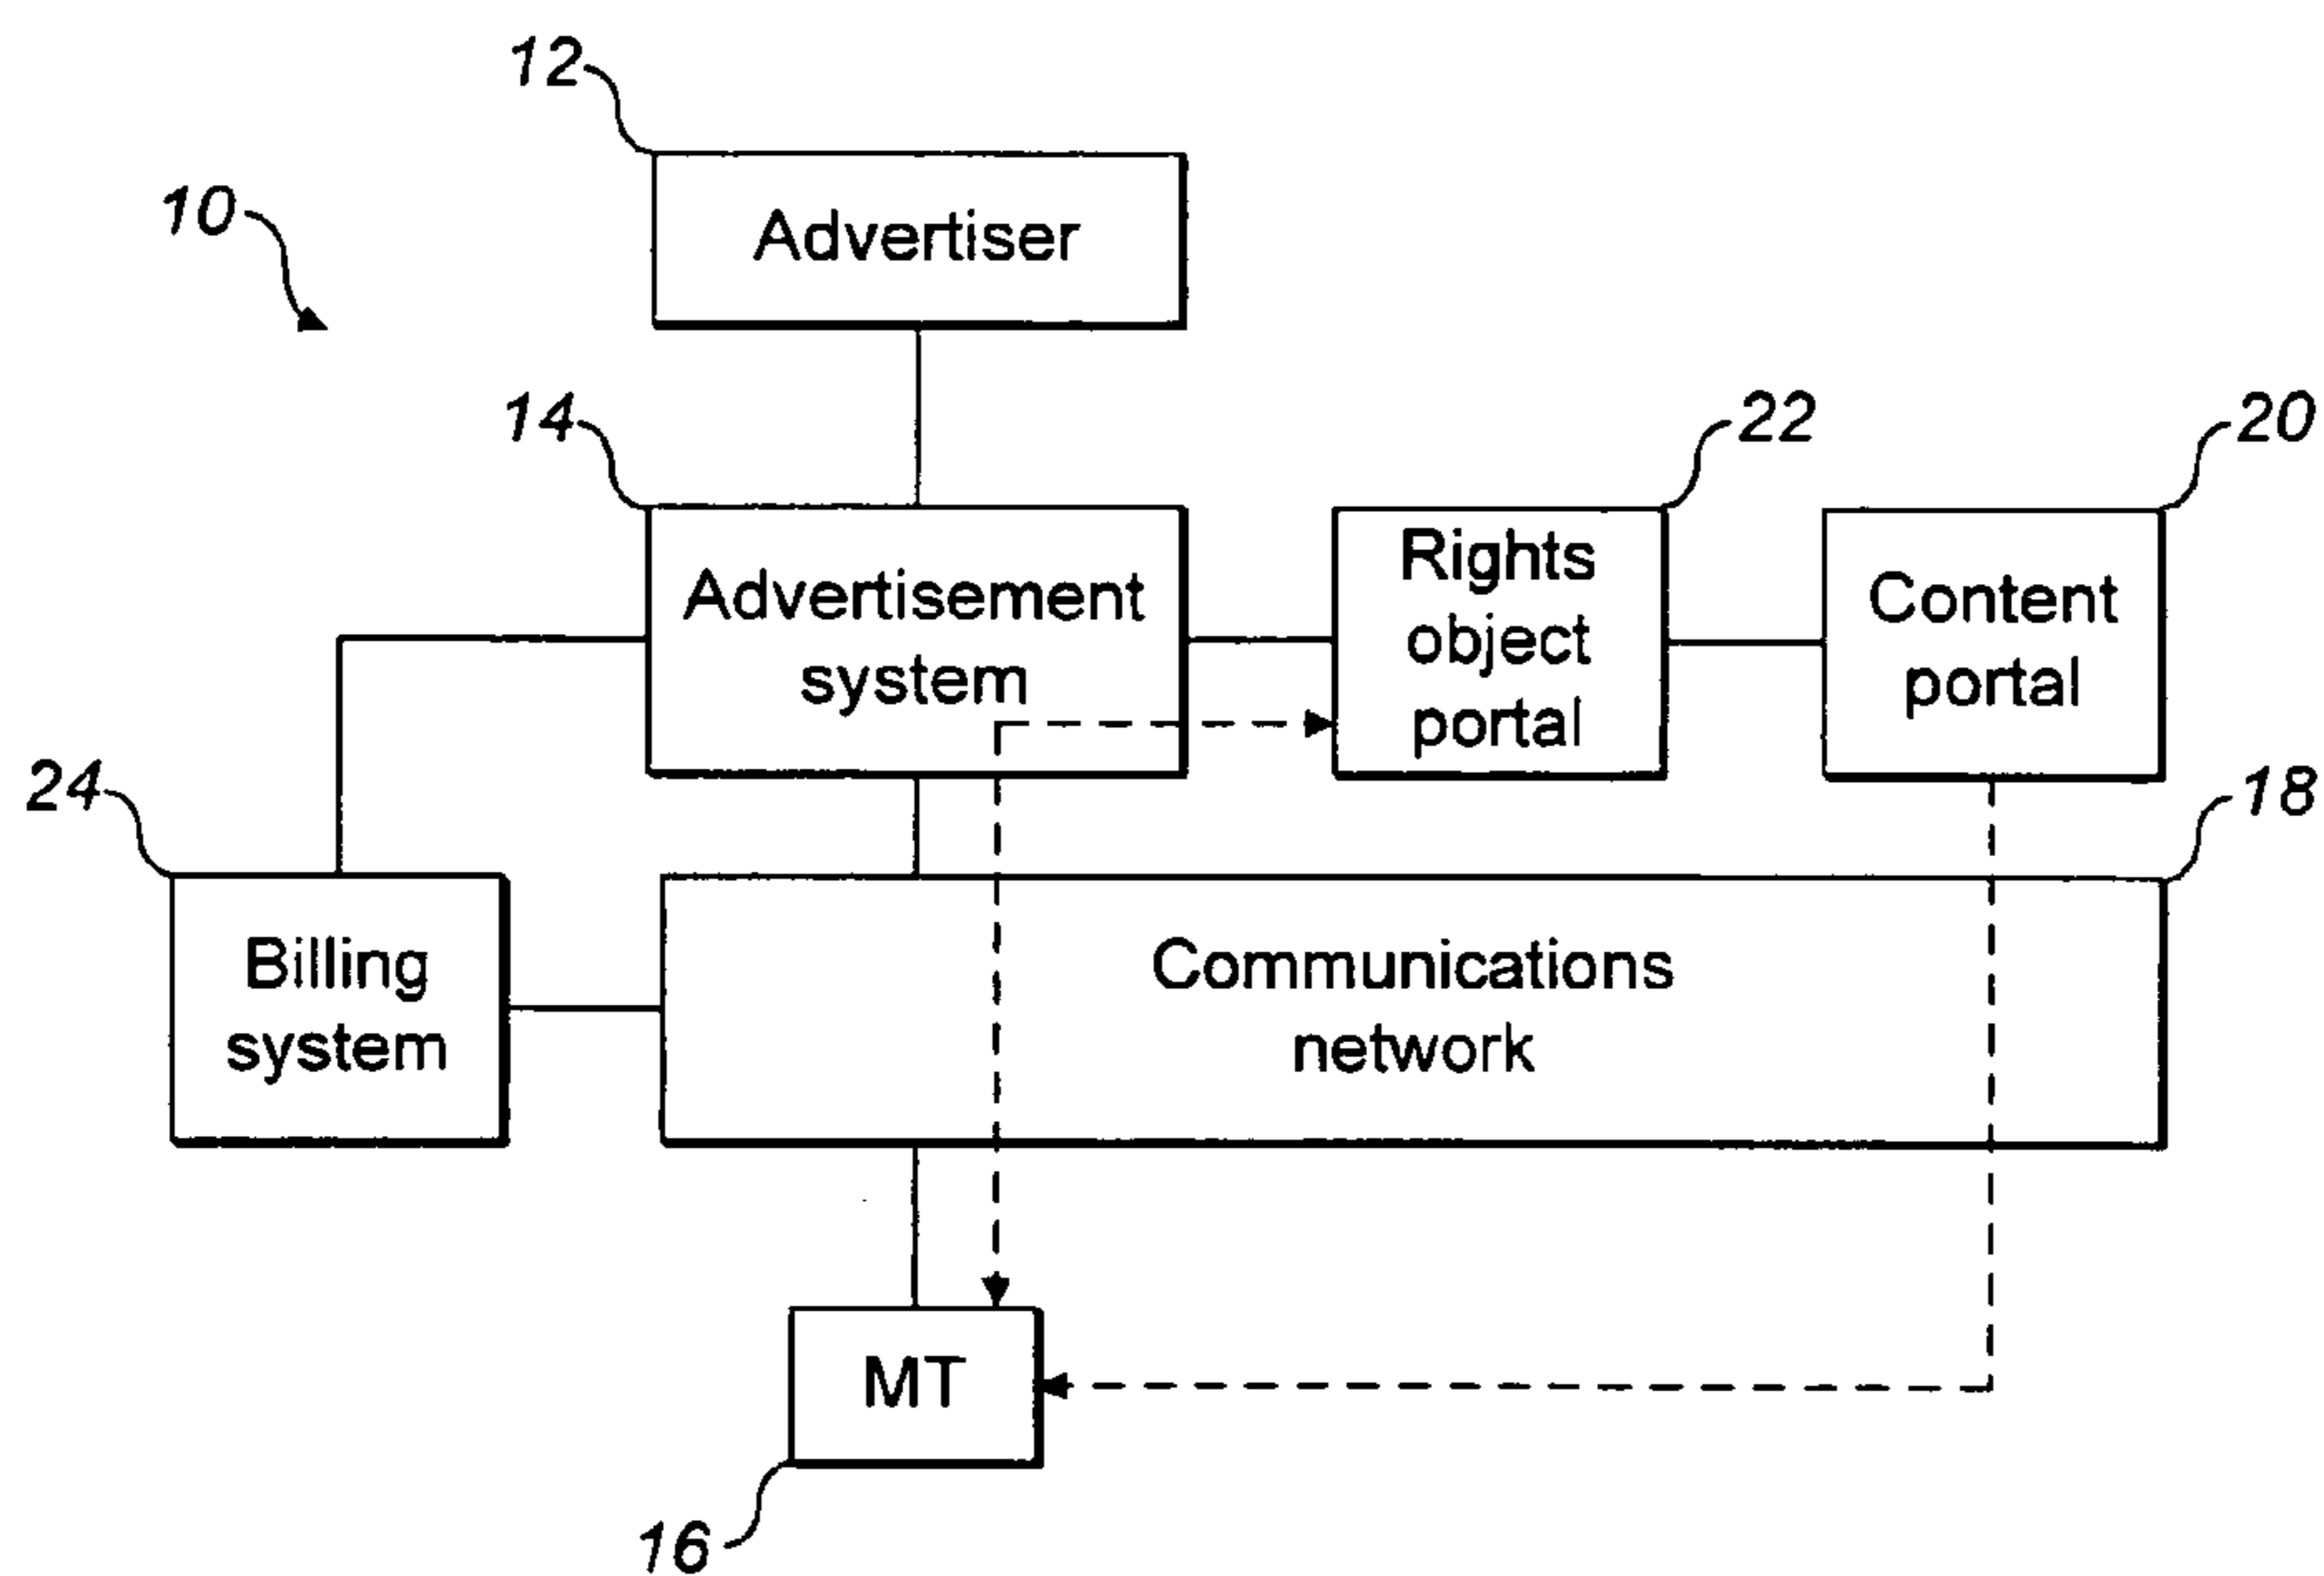 12
10
Advertiser
14
22
20
Advertisement
system
Rights
object
portal
Content
portal
24
18
Billing
system
Communications
network
MT
16